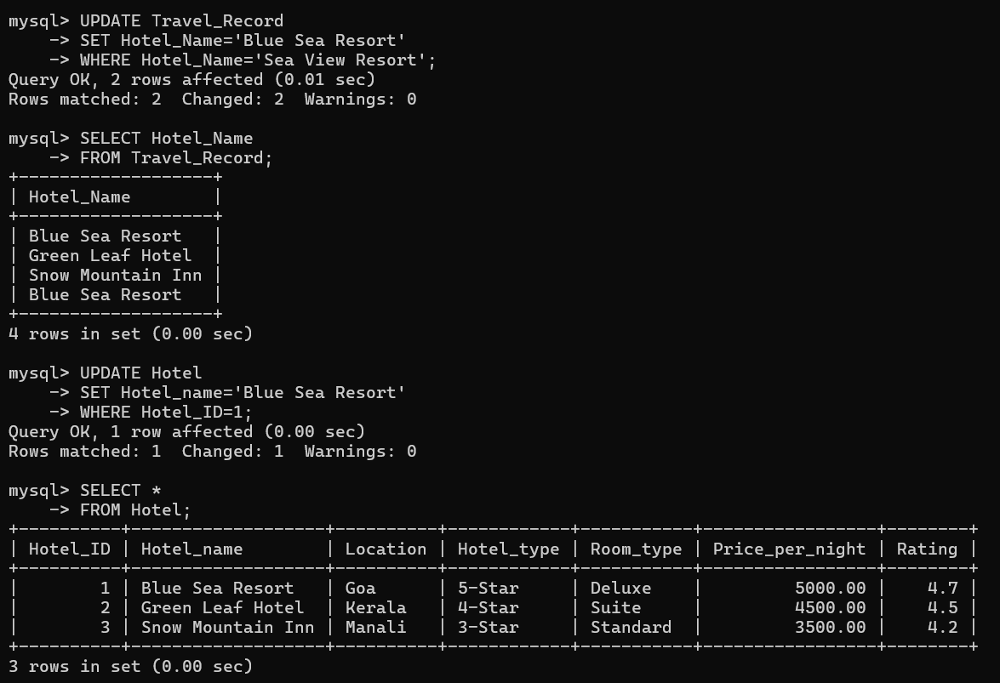 mysql> UPDATE Travel_Record
    -> SET Hotel_Name='Blue Sea Resort'
    -> WHERE Hotel_Name='Sea View Resort';
Query OK, 2 rows affected (0.01 sec)
Rows matched: 2  Changed: 2  Warnings: 0

mysql> SELECT Hotel_Name
    -> FROM Travel_Record;
+-------------------+
| Hotel_Name        |
+-------------------+
| Blue Sea Resort   |
| Green Leaf Hotel  |
| Snow Mountain Inn |
| Blue Sea Resort   |
+-------------------+
4 rows in set (0.00 sec)

mysql> UPDATE Hotel
    -> SET Hotel_name='Blue Sea Resort'
    -> WHERE Hotel_ID=1;
Query OK, 1 row affected (0.00 sec)
Rows matched: 1  Changed: 1  Warnings: 0

mysql> SELECT *
    -> FROM Hotel;
+----------+-------------------+----------+------------+-----------+-----------------+--------+
| Hotel_ID | Hotel_name        | Location | Hotel_type | Room_type | Price_per_night | Rating |
+----------+-------------------+----------+------------+-----------+-----------------+--------+
|        1 | Blue Sea Resort   | Goa      | 5-Star     | Deluxe    |         5000.00 |    4.7 |
|        2 | Green Leaf Hotel  | Kerala   | 4-Star     | Suite     |         4500.00 |    4.5 |
|        3 | Snow Mountain Inn | Manali   | 3-Star     | Standard  |         3500.00 |    4.2 |
+----------+-------------------+----------+------------+-----------+-----------------+--------+
3 rows in set (0.00 sec)